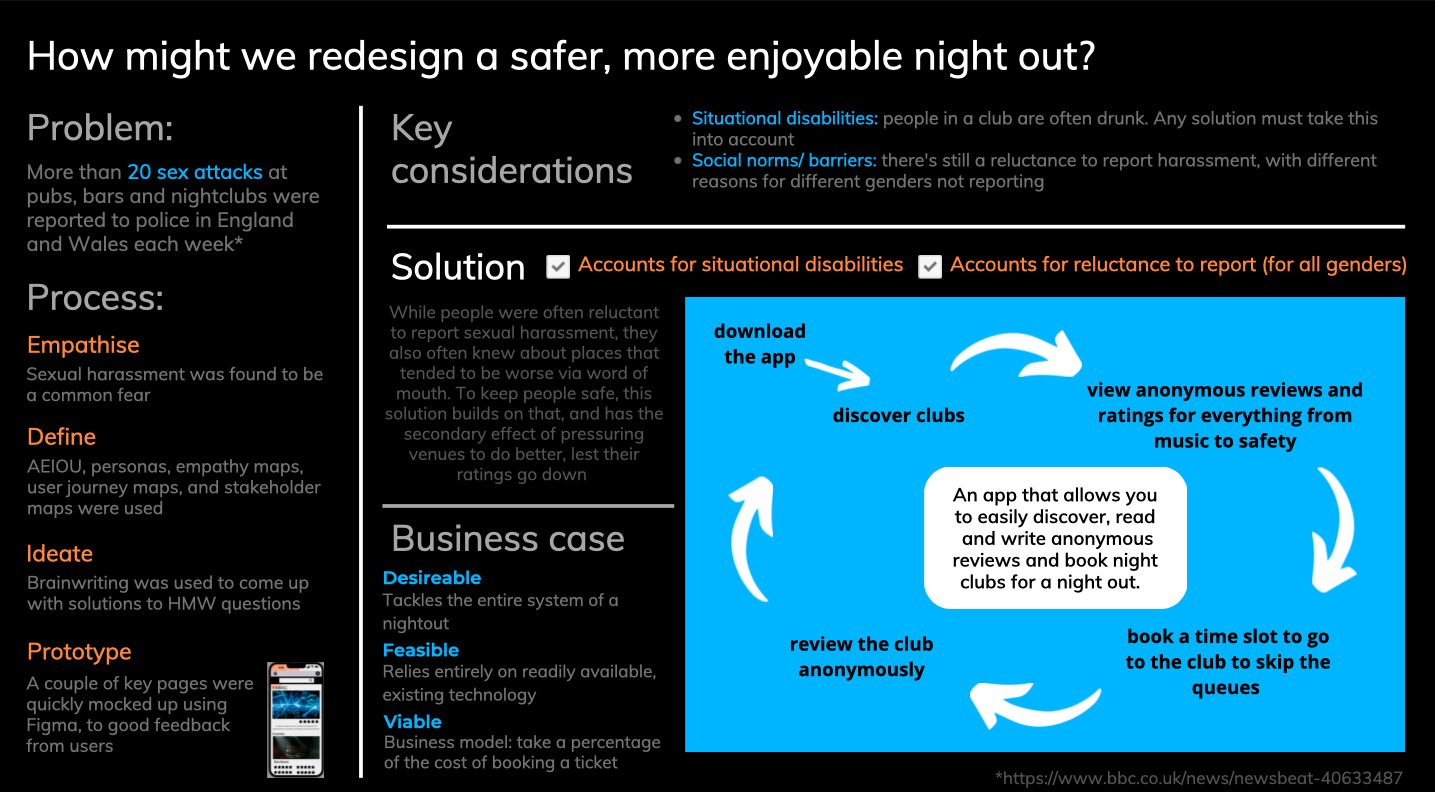 How might we redesign a safer, more enjoyable night out?
Problem:
More than 20 sex attacks at
pubs, bars and nightclubs were
reported to police in England
and Wales each week*
Process:
Empathise
Sexual harassment was found to be
a common fear
Define
AEIOU, personas, empathy maps,
user journey maps, and stakeholder
maps were used
Ideate
Brainwriting was used to come up
with solutions to HMW questions
Prototype
A couple of key pages were
quickly mocked up using
Figma, to good feedback
from users
Key
considerations
Situational disabilities: people in a club are often drunk. Any solution must take this
into account
Social norms/ barriers: there's still a reluctance to report harassment, with different
reasons for different genders not reporting
Solution
Accounts for situational disabilities
Accounts for reluctance to report (for all genders)
While people were often reluctant
to report sexual harassment, they
also often knew about places that
tended to be worse via word of
mouth. To keep people safe, this
solution builds on that, and has the
secondary effect of pressuring
venues to do better, lest their
ratings go down
Business case
Desireable
Tackles the entire system of a
nightout
Feasible
Relies entirely on readily available,
existing technology
Viable
Business model: take a percentage
of the cost of booking a ticket
download
the app
discover clubs
view anonymous reviews and
ratings for everything from
music to safety
An app that allows you
to easily discover, read
and write anonymous
reviews and book night
clubs for a night out.
book a time slot to go
to the club to skip the
queues
review the club
anonymously
*https://www.bbc.co.uk/news/newsbeat-40633487